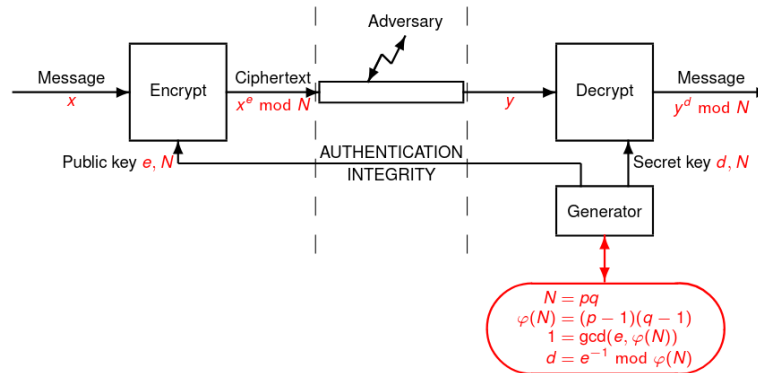 Adversary
Message
x
Encrypt
Ciphertext
x^e mod N
y
Decrypt
Message
y^d mod N
Public key e, N
AUTHENTICATION
INTEGRITY
Secret key d, N
Generator
N = pq
φ(N) = (p − 1)(q − 1)
1 = gcd(e, φ(N))
d = e^−1 mod φ(N)